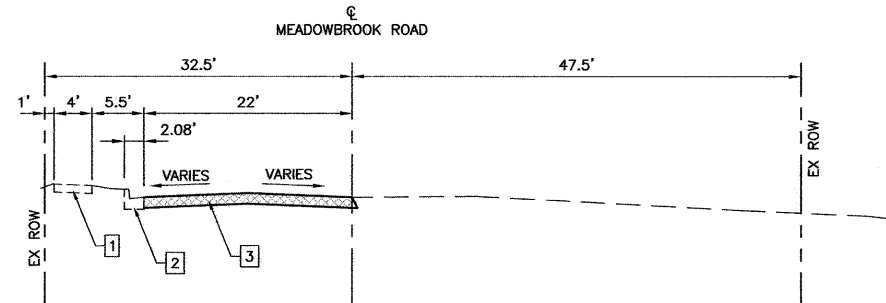 ℄
MEADOWBROOK ROAD
32.5' 47.5'
1' 4' 5.5' 22'
2.08'
VARIES VARIES
EX ROW
EX ROW
1
2
3